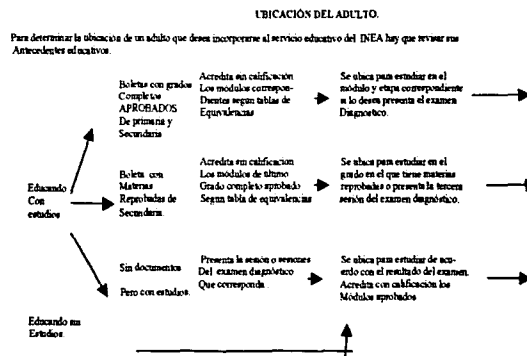 UBICACIÓN DEL ADULTO.
Para determinar la ubicación de un adulto que desea incorporarse al servicio educativo del INEA hay que revisar sus
Antecedentes educativos.
Boletas con grados
Completos
APROBADOS
De primaria y
Secundaria
Acredita sin calificación
Los módulos correspon-
Dientes según tablas de
Equivalencias
Se ubica para estudiar en el
módulo y etapa correspondiente
si lo desea presenta el examen
Diagnostico.
Educando
Con
estudios
Boleta con
Materias
Reprobadas de
Secundaria.
Acredita sin calificación
Los módulos de último
Grado completo aprobado
Segun tabla de equivalencias
Se ubica para estudiar en el
grado en el que tiene materias
reprobadas o presenta la tercera
sesión del examen diagnóstico.
Sin documentos
Pero con estudios.
Presenta la sesión o sesiones
Del examen diagnóstico
Que corresponda.
Se ubica para estudiar de acu-
erdo con el resultado del examen.
Acredita con calificación los
Módulos aprobados
Educando sin
Estudios.